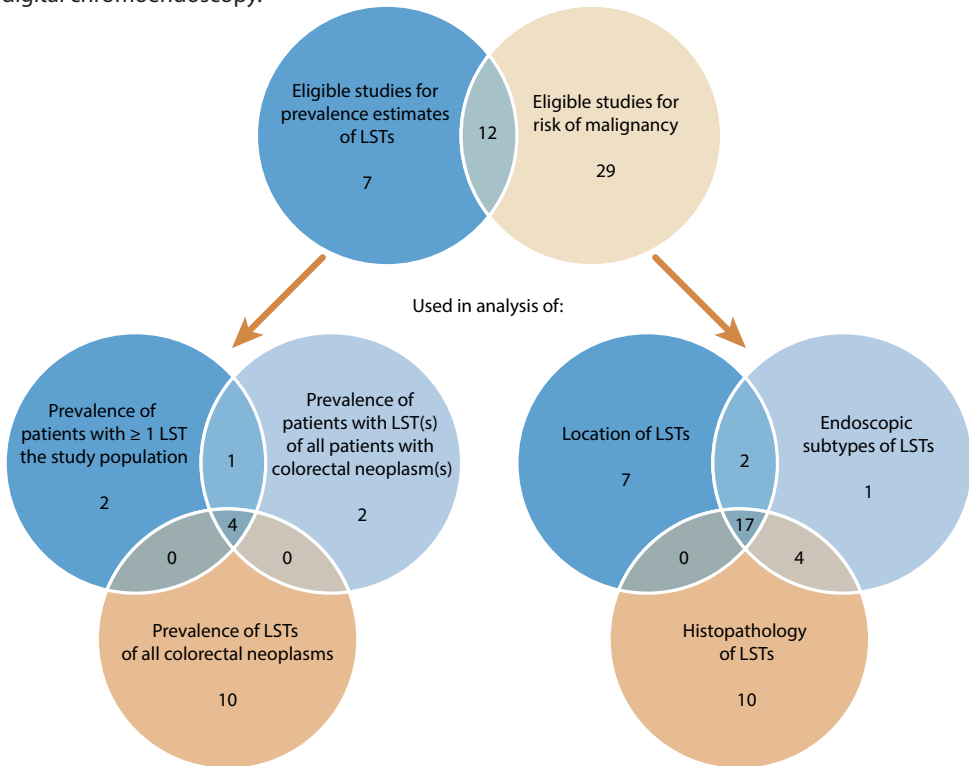 digital chromoendoscopy.
Eligible studies for
prevalence estimates
of LSTs
7
12
Eligible studies for
risk of malignancy
29
Used in analysis of:
Prevalence of
patients with ≥ 1 LST
the study population
2
1
Prevalence of
patients with LST(s)
of all patients with
colorectal neoplasm(s)
2
4
0
0
Prevalence of LSTs
of all colorectal neoplasms
10
Location of LSTs
7
2
Endoscopic
subtypes of LSTs
1
17
0
4
Histopathology
of LSTs
10